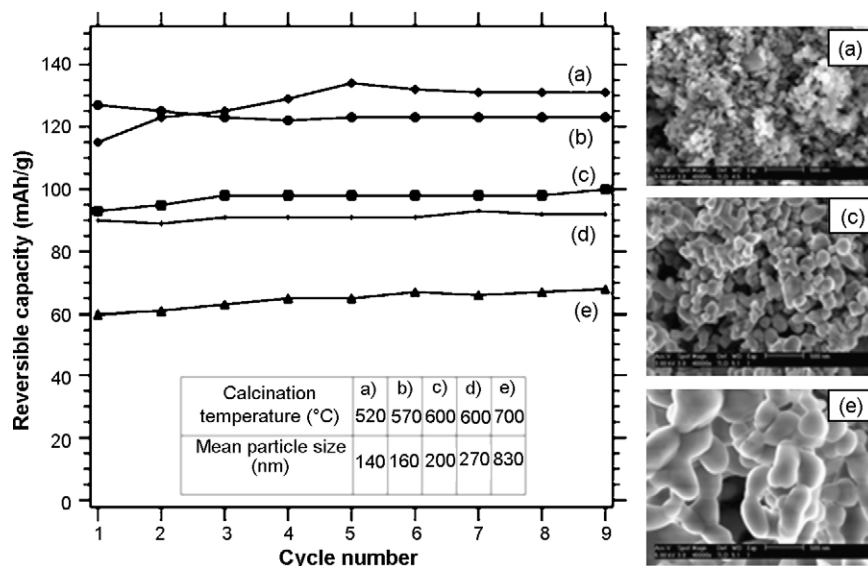 140
120
100
80
60
40
20
0
Reversible capacity (mAh/g)
1 2 3 4 5 6 7 8 9
Cycle number
(a)
(b)
(c)
(d)
(e)
Calcination temperature (°C)
a) b) c) d) e)
520 570 600 600 700
Mean particle size (nm)
140 160 200 270 830
(a)
(c)
(e)